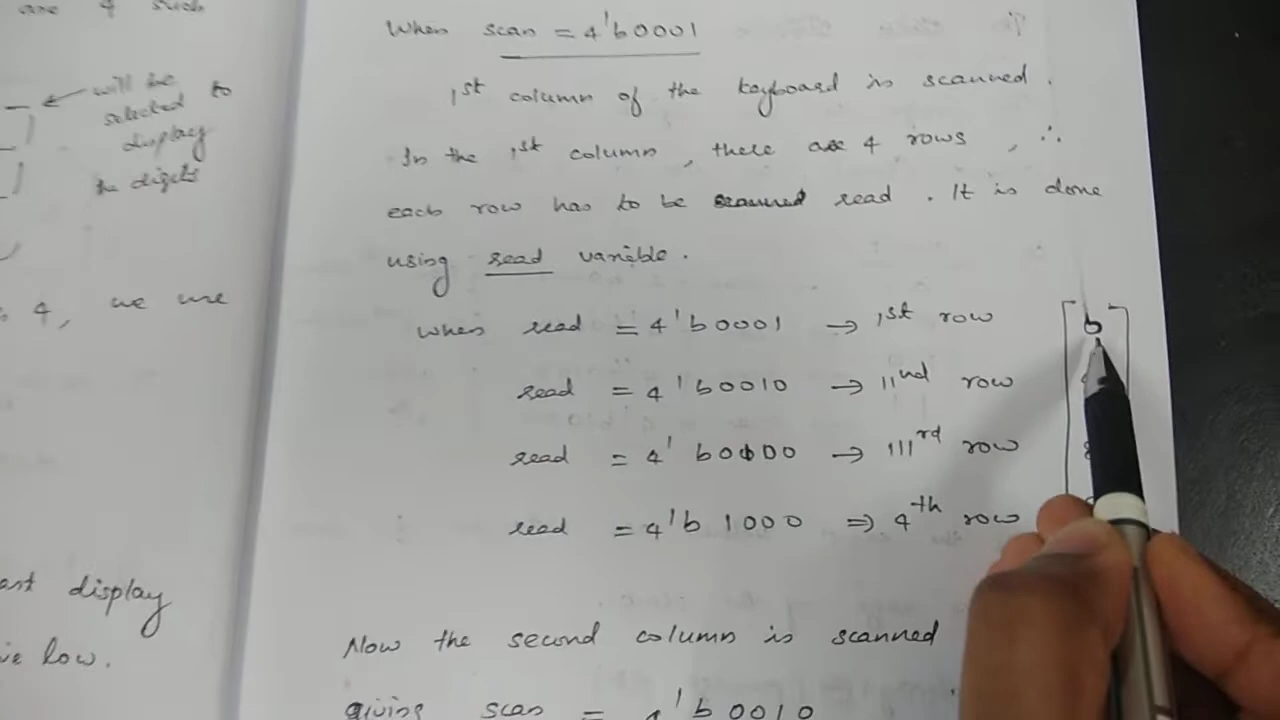 are 4 such
will be
selected to
display
the digits
4, we use
display
low.
When scan = 4'b0001
1st column of the keyboard is scanned.
In the 1st column, there are 4 rows, ∴
each row has to be scanned read. It is done
using read variable.
When read = 4'b0001 → 1st row
read = 4'b0010 → IInd row
read = 4'b0100 → IIIrd row
read = 4'b1000 ⇒ 4th row
Now the second column is scanned
giving scan = 4'b0010